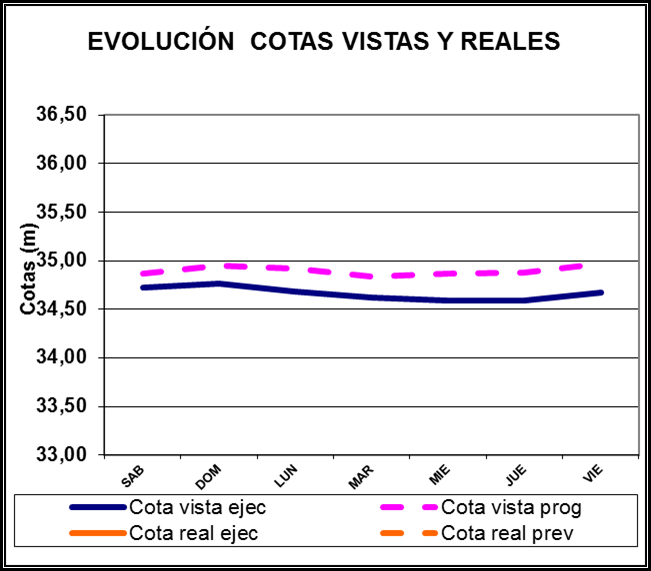 EVOLUCIÓN COTAS VISTAS Y REALES
36,50
36,00
35,50
35,00
34,50
34,00
33,50
33,00
Cotas (m)
SAB DOM LUN MAR MIE JUE VIE
Cota vista ejec Cota vista prog
Cota real ejec Cota real prev